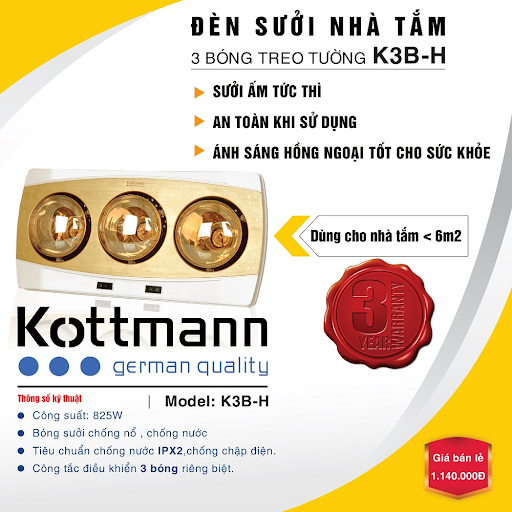 ĐÈN SƯỞI NHÀ TẮM
3 BÓNG TREO TƯỜNG K3B-H
SƯỞI ẤM TỨC THÌ
AN TOÀN KHI SỬ DỤNG
ÁNH SÁNG HỒNG NGOẠI TỐT CHO SỨC KHỎE
Dùng cho nhà tắm < 6m2
3
YEAR
WARRANTY
Kottmann
german quality
Thông số kỹ thuật
Model: K3B-H
Công suất: 825W
Bóng sưởi chống nổ , chống nước
Tiêu chuẩn chống nước IPX2,chống chập điện.
Công tắc điều khiển 3 bóng riêng biệt.
Giá bán lẻ
1.140.000Đ